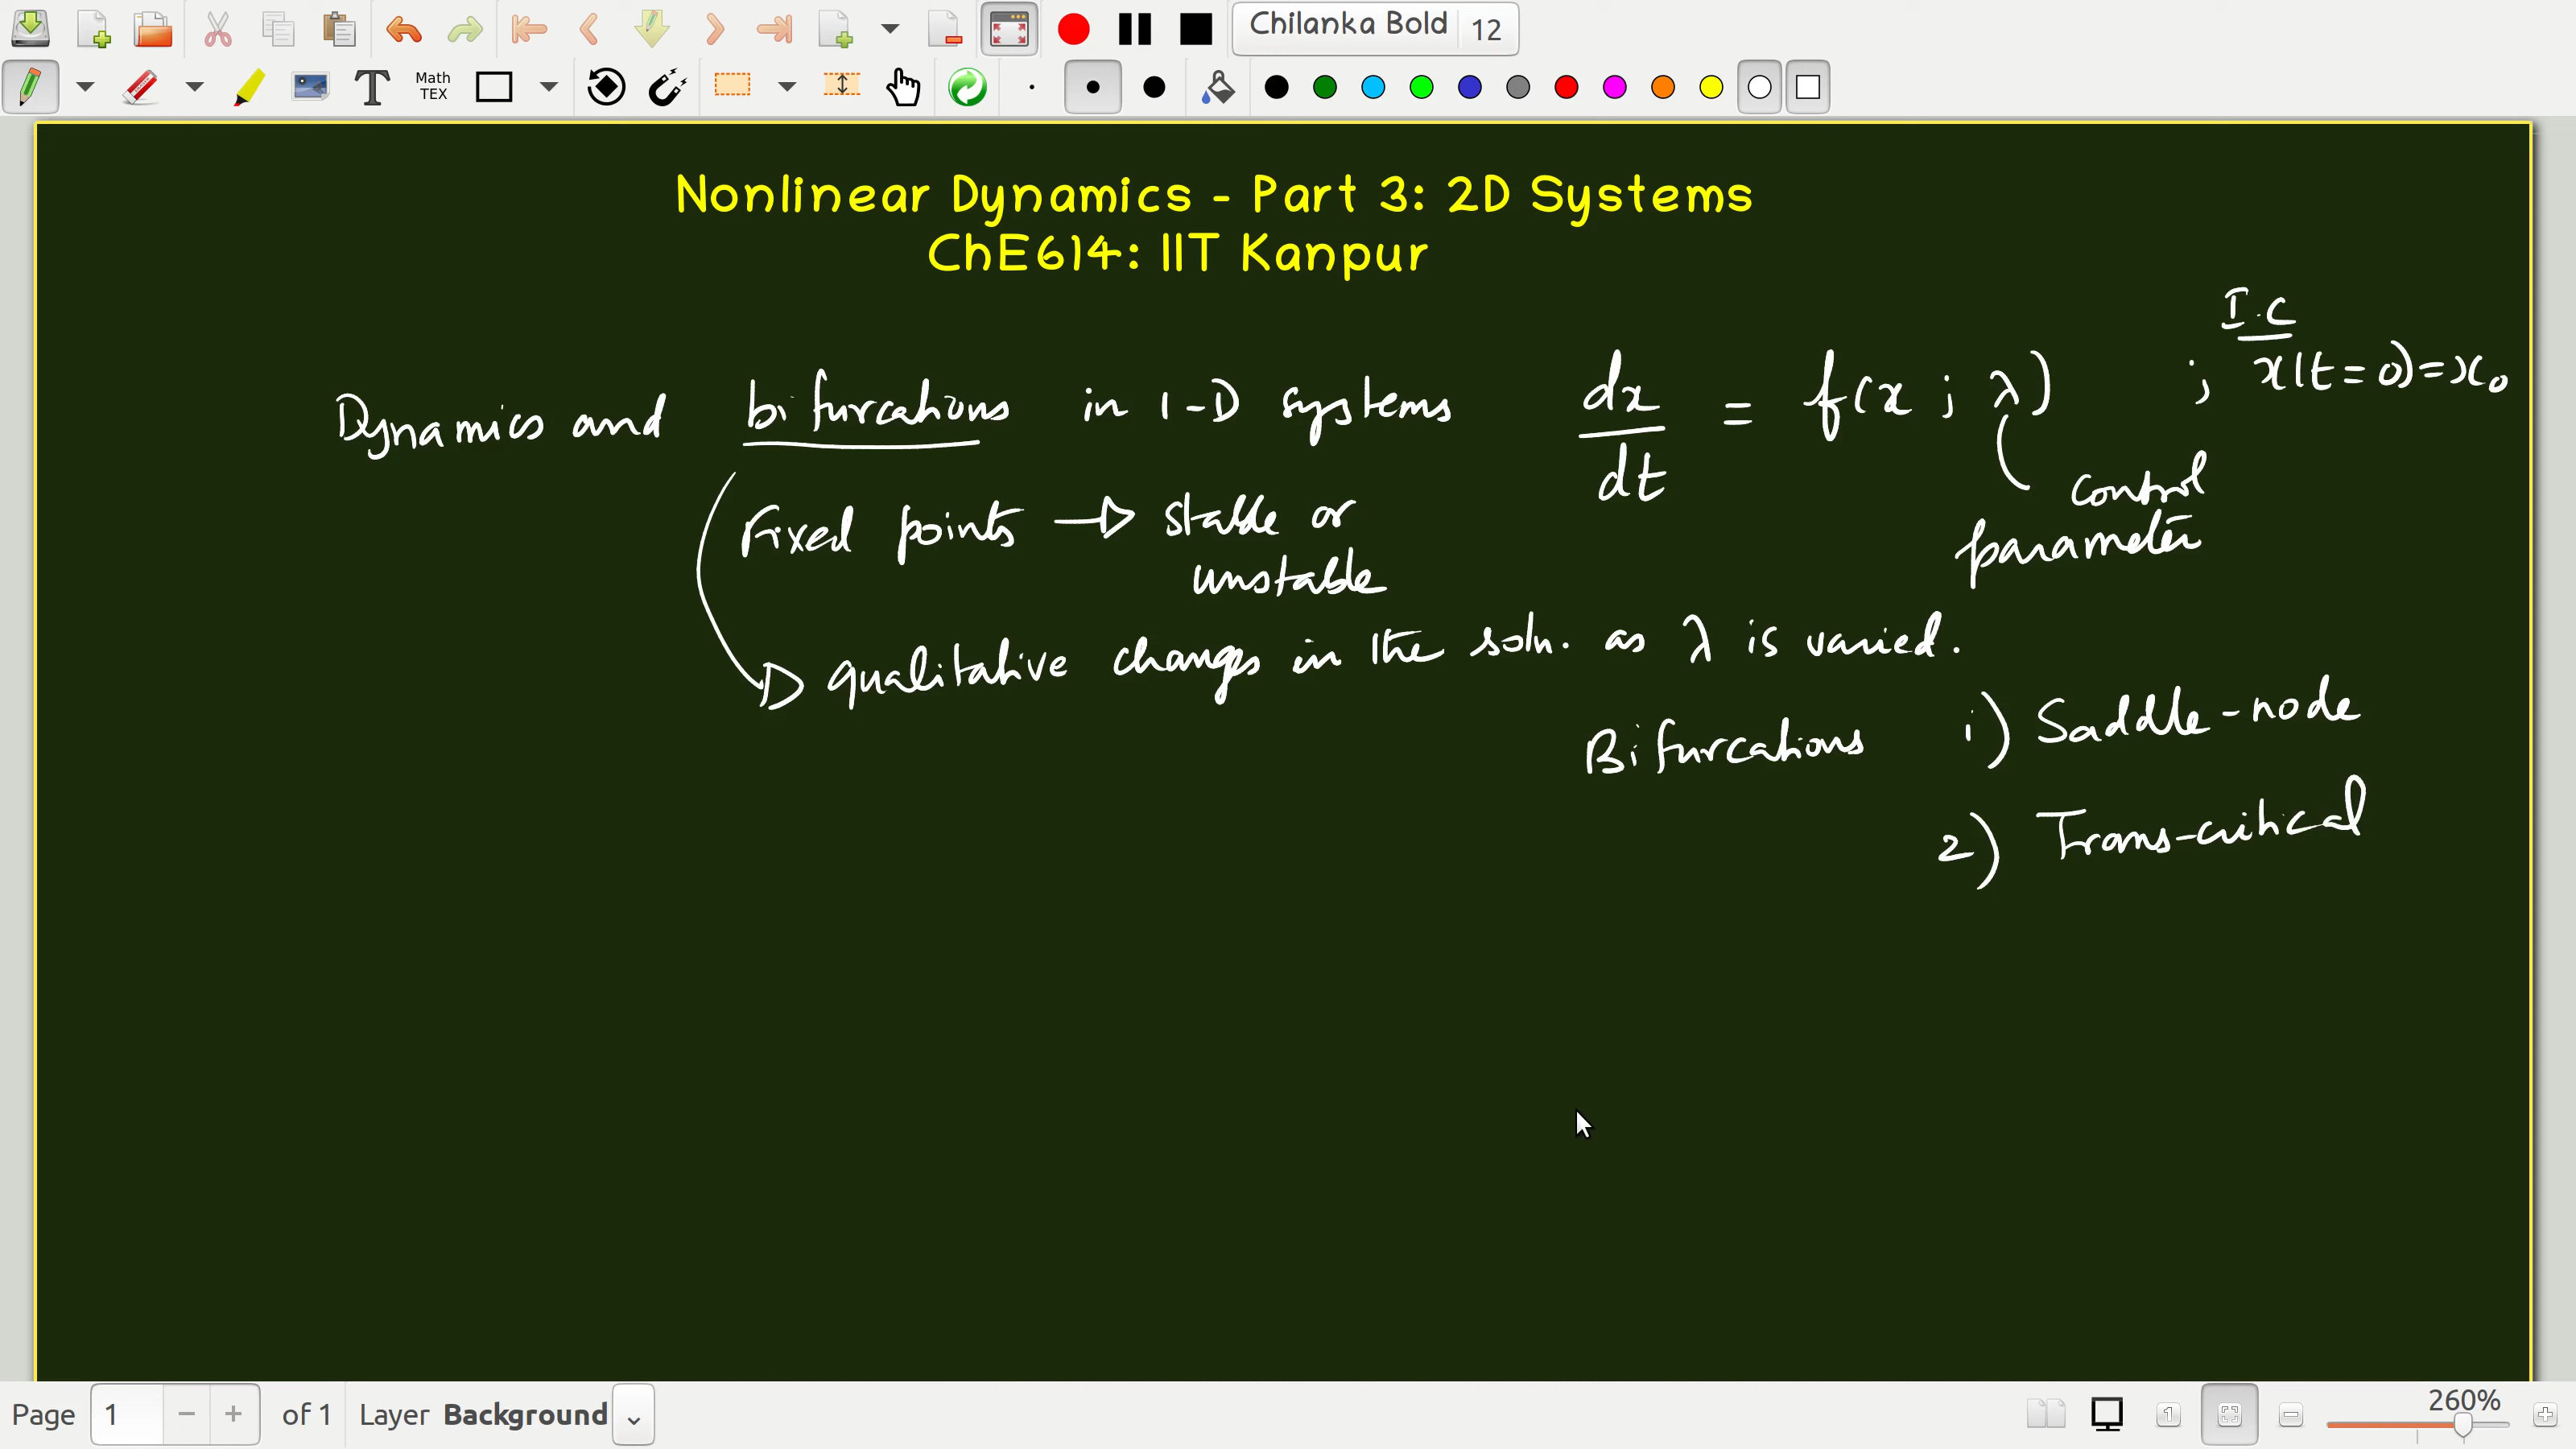 Chilanka Bold 12
Math
TEX
Nonlinear Dynamics - Part 3: 2D Systems
ChE614: IIT Kanpur
I.C
Dynamics and bifurcations in 1-D systems dx/dt = f(x; λ) ; x(t=0)=x₀
control
parameter
Fixed points → stable or
unstable
qualitative changes in the soln. as λ is varied.
Bifurcations 1) Saddle-node
2) Trans-critical
Page 1 of 1 Layer Background 260%